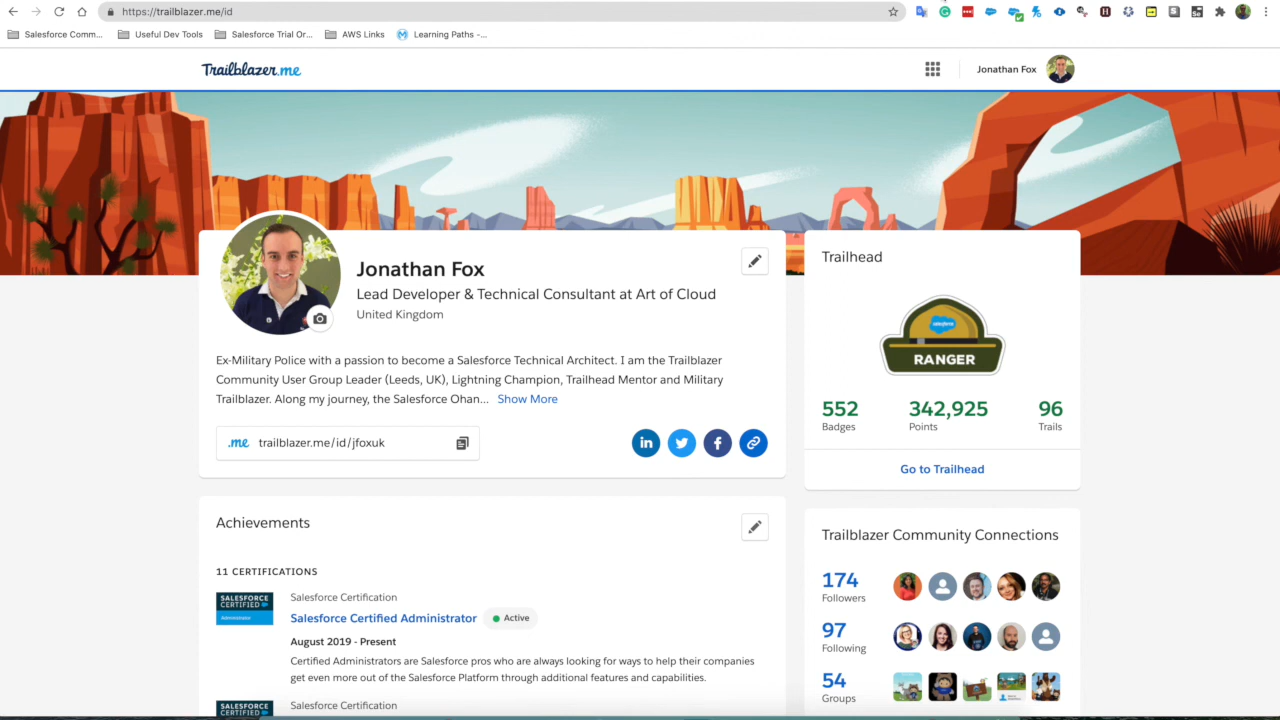 https://trailblazer.me/id
Salesforce Comm... Useful Dev Tools Salesforce Trial Or... AWS Links Learning Paths -...
Trailblazer.me
Jonathan Fox
Jonathan Fox
Lead Developer & Technical Consultant at Art of Cloud
United Kingdom
Ex-Military Police with a passion to become a Salesforce Technical Architect. I am the Trailblazer
Community User Group Leader (Leeds, UK), Lightning Champion, Trailhead Mentor and Military
Trailblazer. Along my journey, the Salesforce Ohan... Show More
.me trailblazer.me/id/jfoxuk
Trailhead
salesforce
RANGER
552 342,925 96
Badges Points Trails
Go to Trailhead
Achievements
11 CERTIFICATIONS
SALESFORCE
CERTIFIED
Administrator
Salesforce Certification
Salesforce Certified Administrator Active
August 2019 - Present
Certified Administrators are Salesforce pros who are always looking for ways to help their companies
get even more out of the Salesforce Platform through additional features and capabilities.
SALESFORCE
CERTIFIED
Salesforce Certification
Trailblazer Community Connections
174
Followers
97
Following
54
Groups